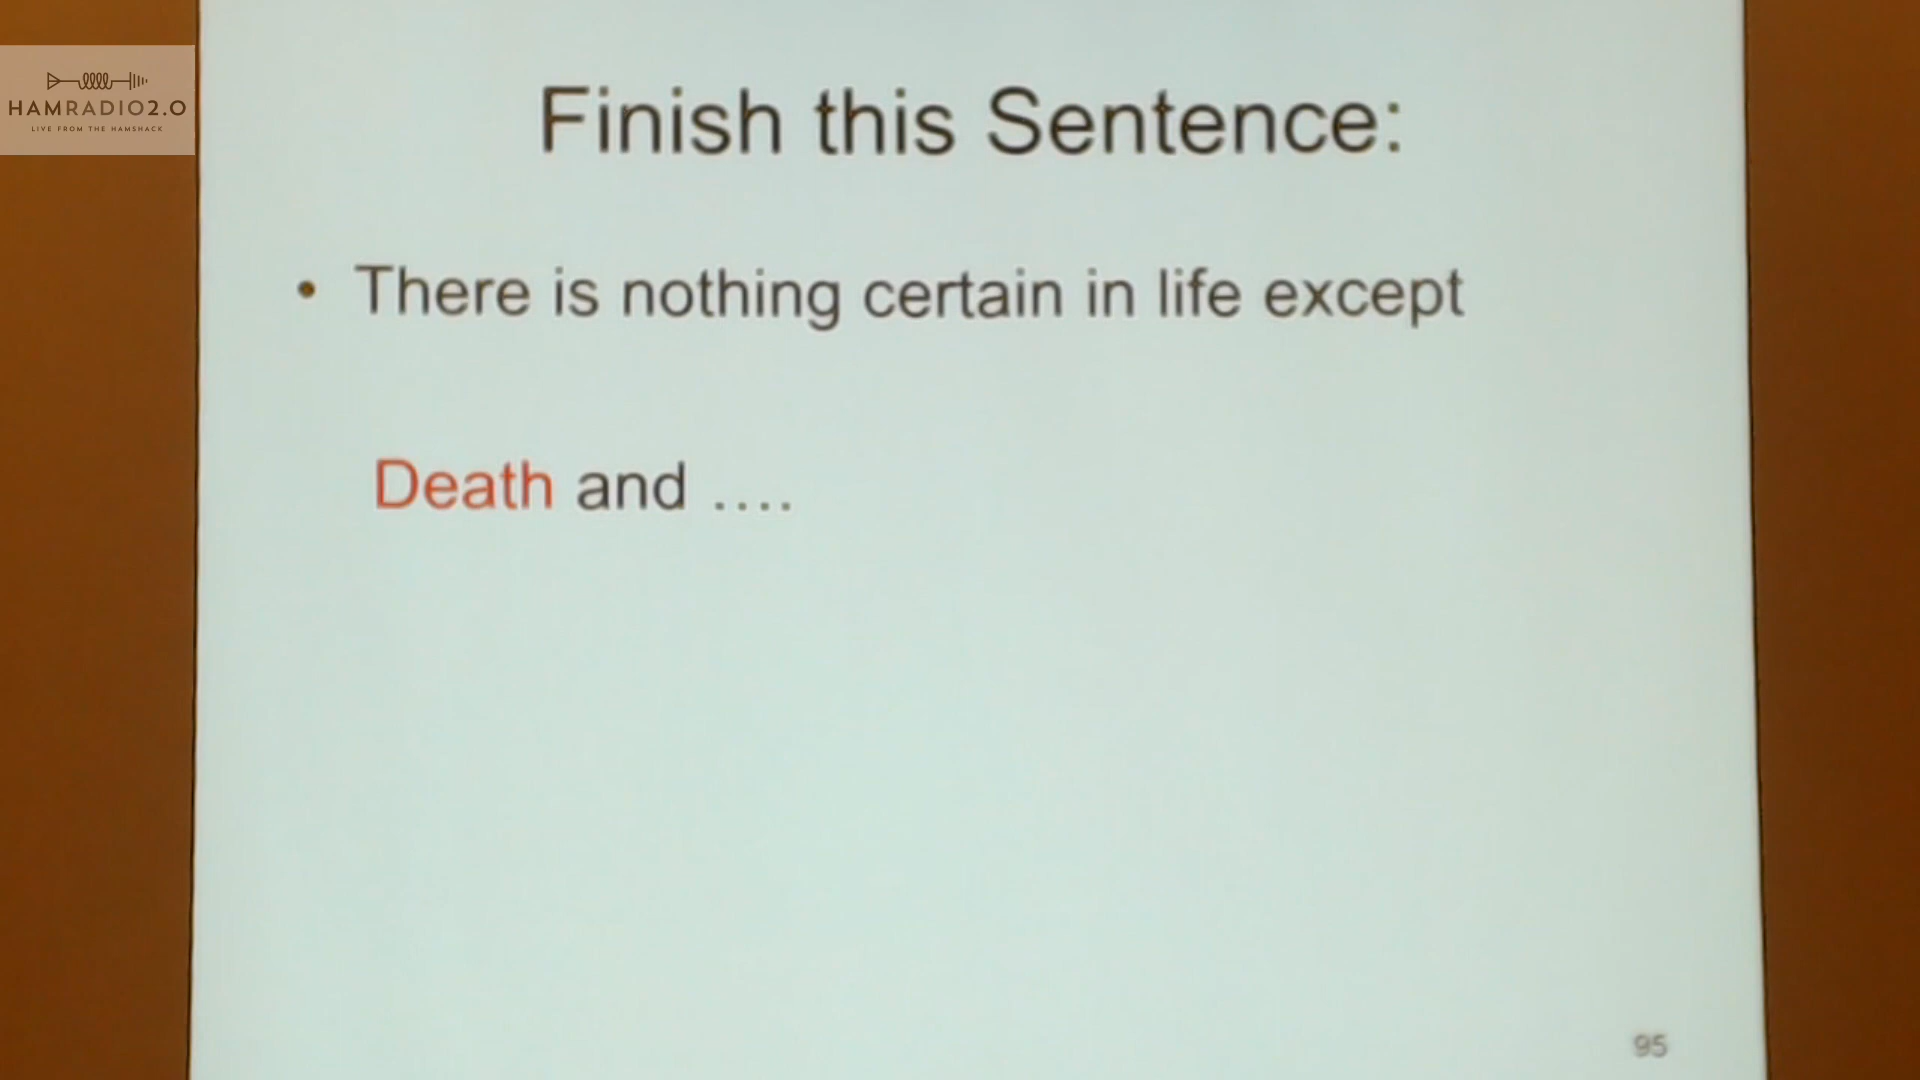 HAMRADIO2.0
LIVE FROM THE HAMSHACK
Finish this Sentence:
• There is nothing certain in life except
Death and ....
95